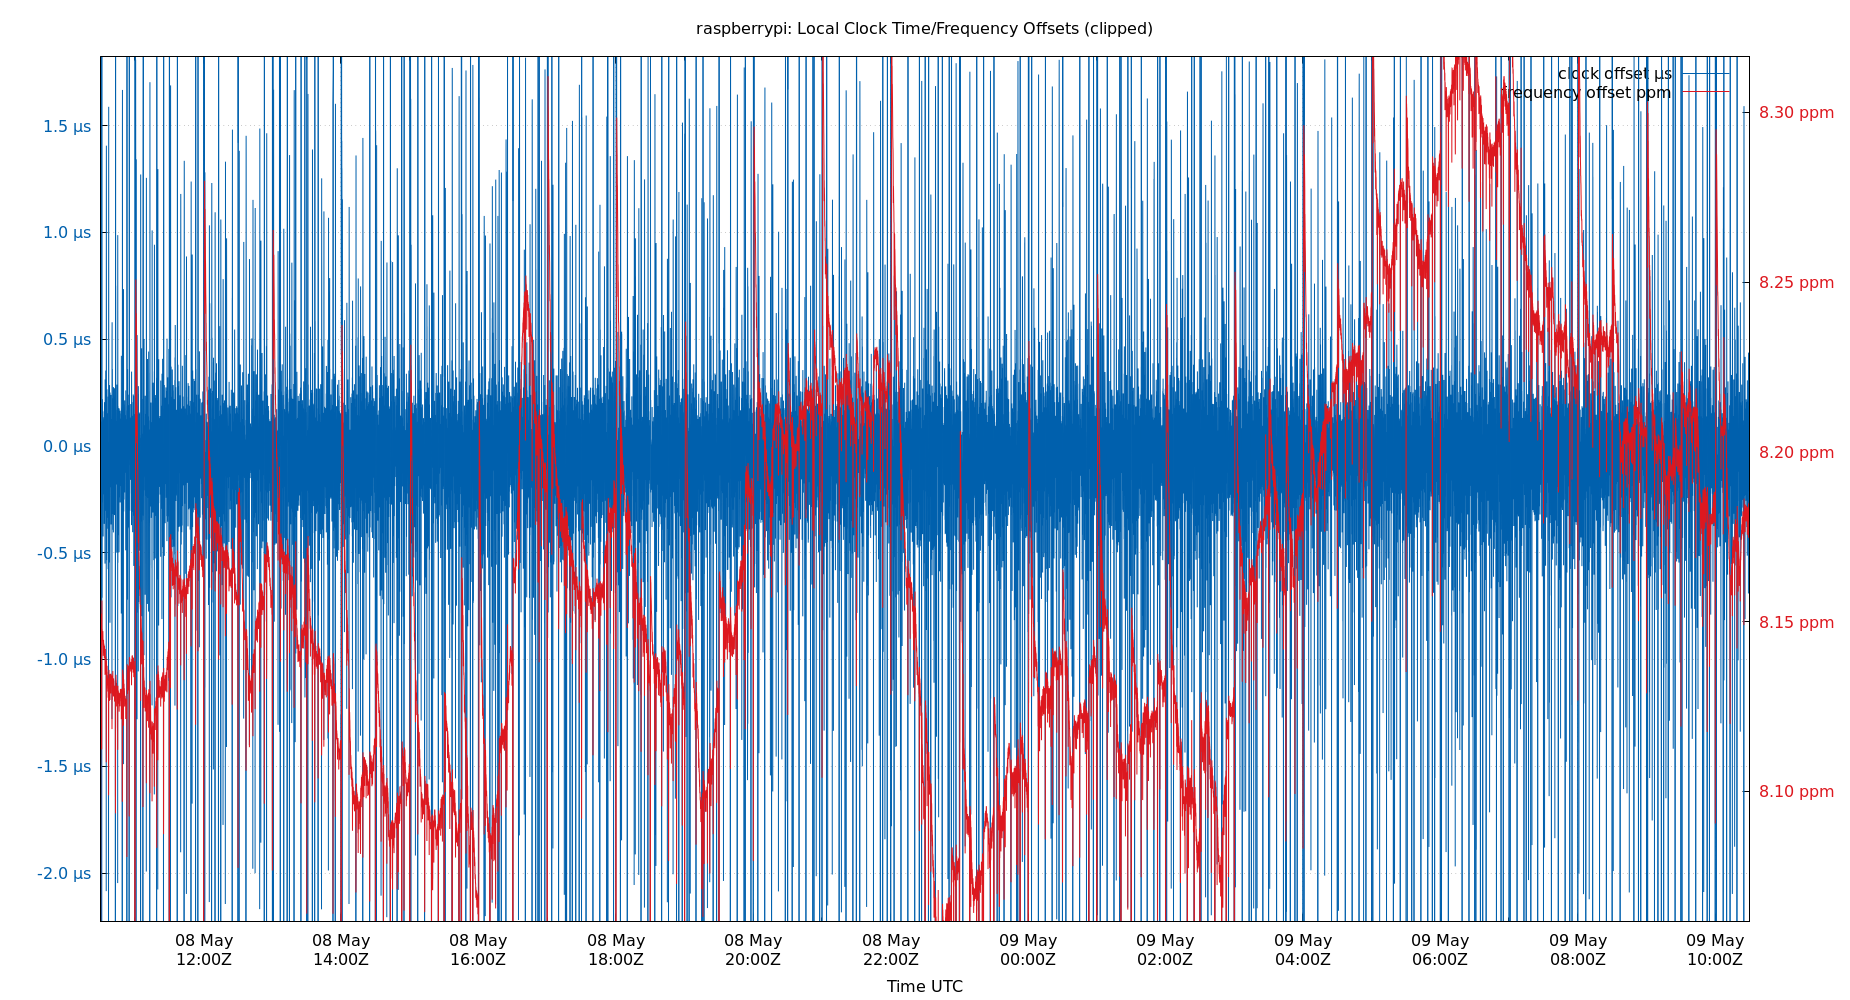 raspberrypi: Local Clock Time/Frequency Offsets (clipped)
clock offset µs
frequency offset ppm
1.5 µs
1.0 µs
0.5 µs
0.0 µs
-0.5 µs
-1.0 µs
-1.5 µs
-2.0 µs
8.30 ppm
8.25 ppm
8.20 ppm
8.15 ppm
8.10 ppm
08 May 08 May 08 May 08 May 08 May 08 May 09 May 09 May 09 May 09 May 09 May 09 May
12:00Z 14:00Z 16:00Z 18:00Z 20:00Z 22:00Z 00:00Z 02:00Z 04:00Z 06:00Z 08:00Z 10:00Z
Time UTC